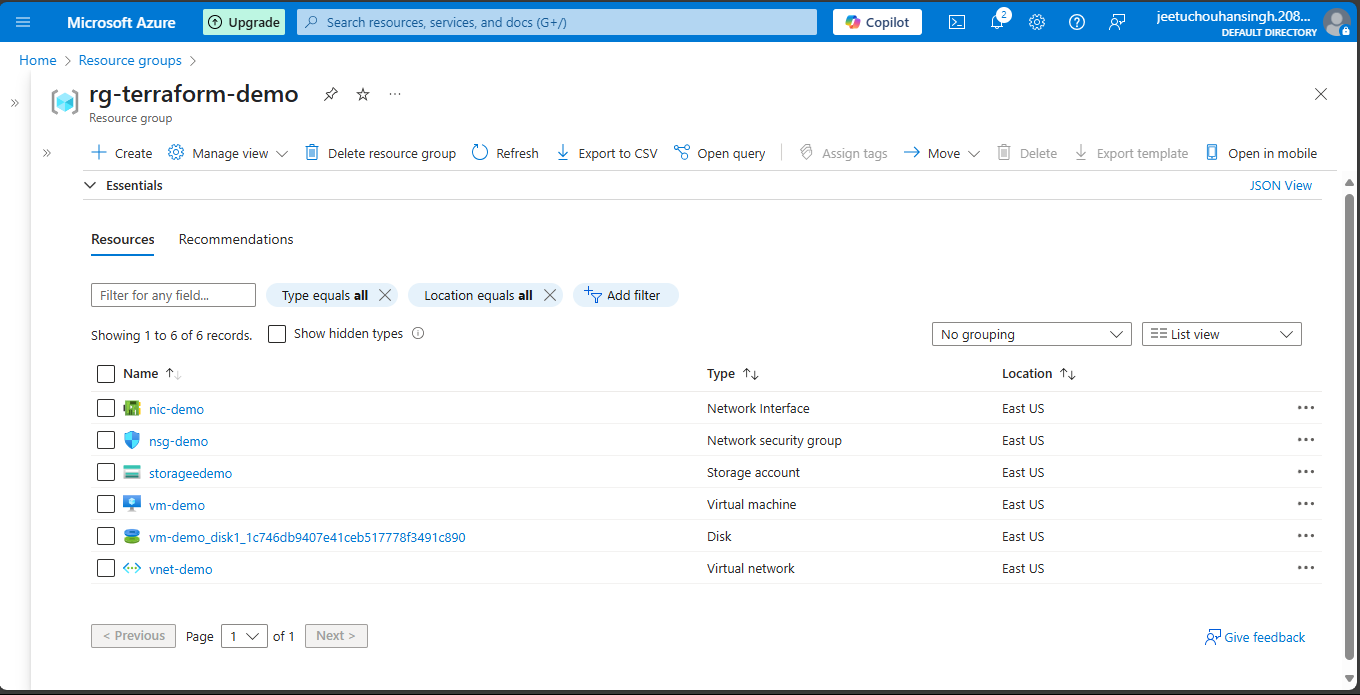 Microsoft Azure Upgrade Search resources, services, and docs (G+/) Copilot 2 jeetuchouhansingh.208...
DEFAULT DIRECTORY
Home > Resource groups >
rg-terraform-demo ...
Resource group
Create Manage view Delete resource group Refresh Export to CSV Open query Assign tags Move Delete Export template Open in mobile
Essentials JSON View
Resources Recommendations
Filter for any field... Type equals all Location equals all Add filter
Showing 1 to 6 of 6 records. Show hidden types No grouping List view
Name Type Location
nic-demo Network Interface East US
nsg-demo Network security group East US
storageedemo Storage account East US
vm-demo Virtual machine East US
vm-demo_disk1_1c746db9407e41ceb517778f3491c890 Disk East US
vnet-demo Virtual network East US
< Previous Page 1 of 1 Next > Give feedback